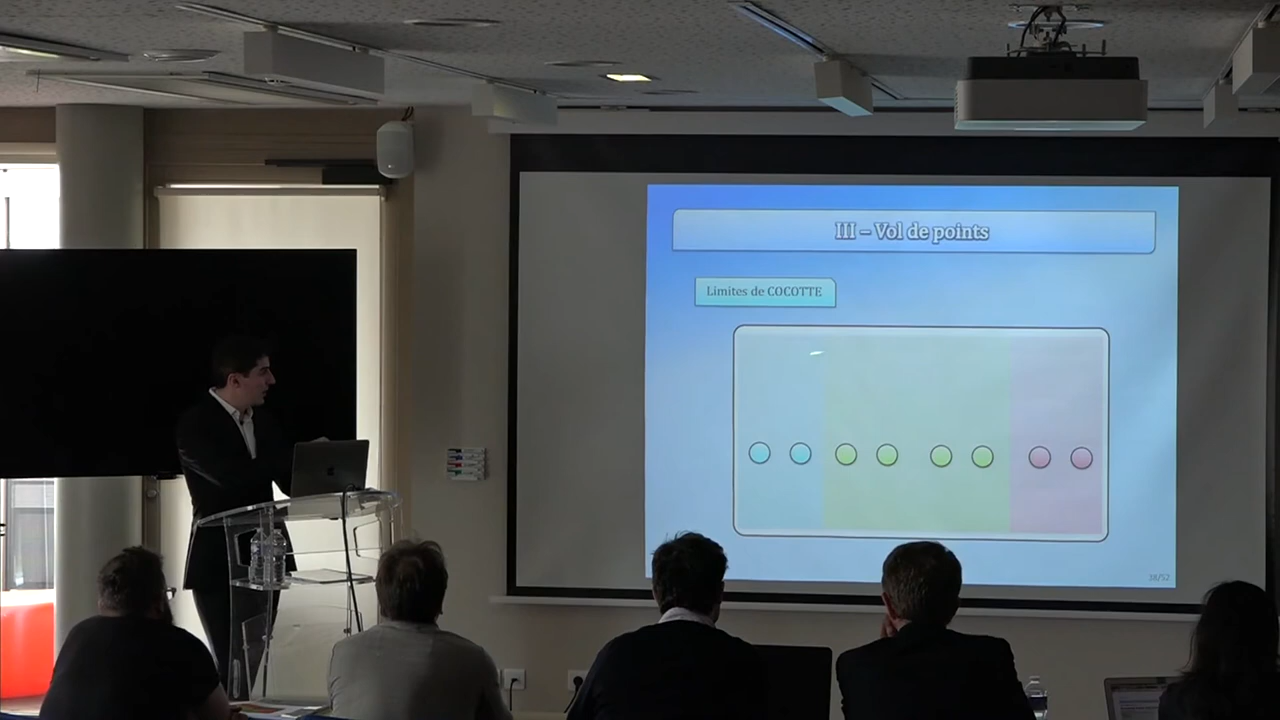 III – Vol de points
Limites de COCOTTE
38/52